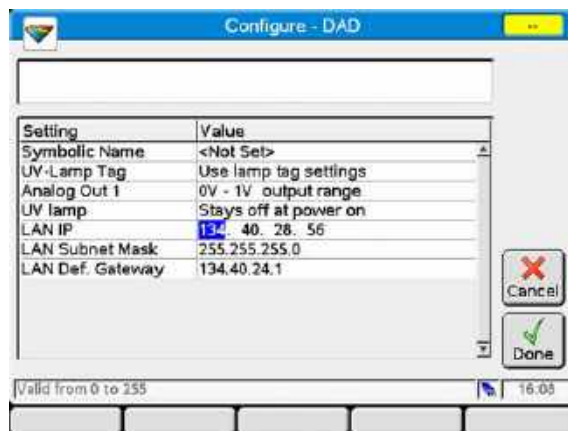 Configure - DAD
--
Setting Value
Symbolic Name <Not Set>
UV-Lamp Tag Use lamp tag settings
Analog Out 1 0V - 1V output range
UV lamp Stays off at power on
LAN IP 134. 40. 28. 56
LAN Subnet Mask 255.255.255.0
LAN Def. Gateway 134.40.24.1
Cancel
Done
Valid from 0 to 255 16:08